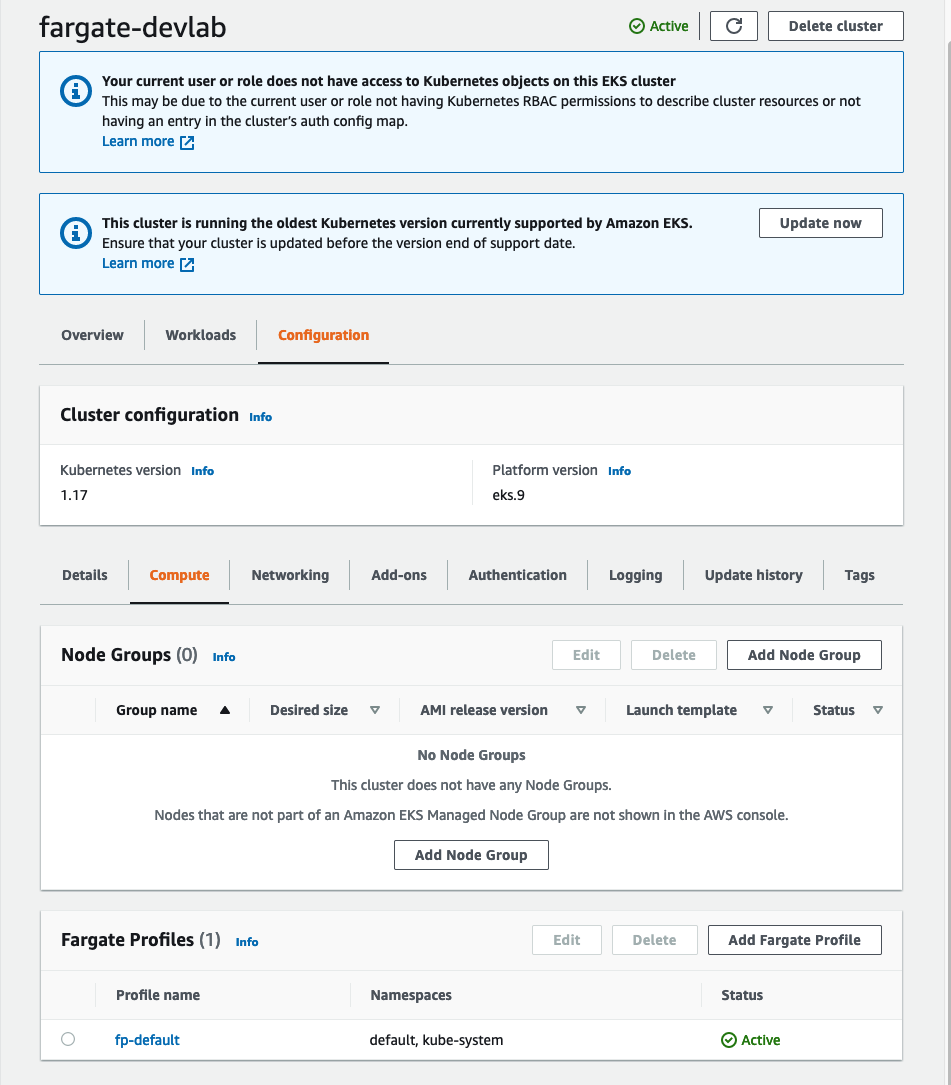 fargate-devlab
Active
Delete cluster
Your current user or role does not have access to Kubernetes objects on this EKS cluster
This may be due to the current user or role not having Kubernetes RBAC permissions to describe cluster resources or not
having an entry in the cluster's auth config map.
Learn more
This cluster is running the oldest Kubernetes version currently supported by Amazon EKS.
Update now
Ensure that your cluster is updated before the version end of support date.
Learn more
Overview Workloads Configuration
Cluster configuration Info
Kubernetes version Info Platform version Info
1.17 eks.9
Details Compute Networking Add-ons Authentication Logging Update history Tags
Node Groups (0) Info Edit Delete Add Node Group
Group name Desired size AMI release version Launch template Status
No Node Groups
This cluster does not have any Node Groups.
Nodes that are not part of an Amazon EKS Managed Node Group are not shown in the AWS console.
Add Node Group
Fargate Profiles (1) Info Edit Delete Add Fargate Profile
Profile name Namespaces Status
fp-default default, kube-system Active